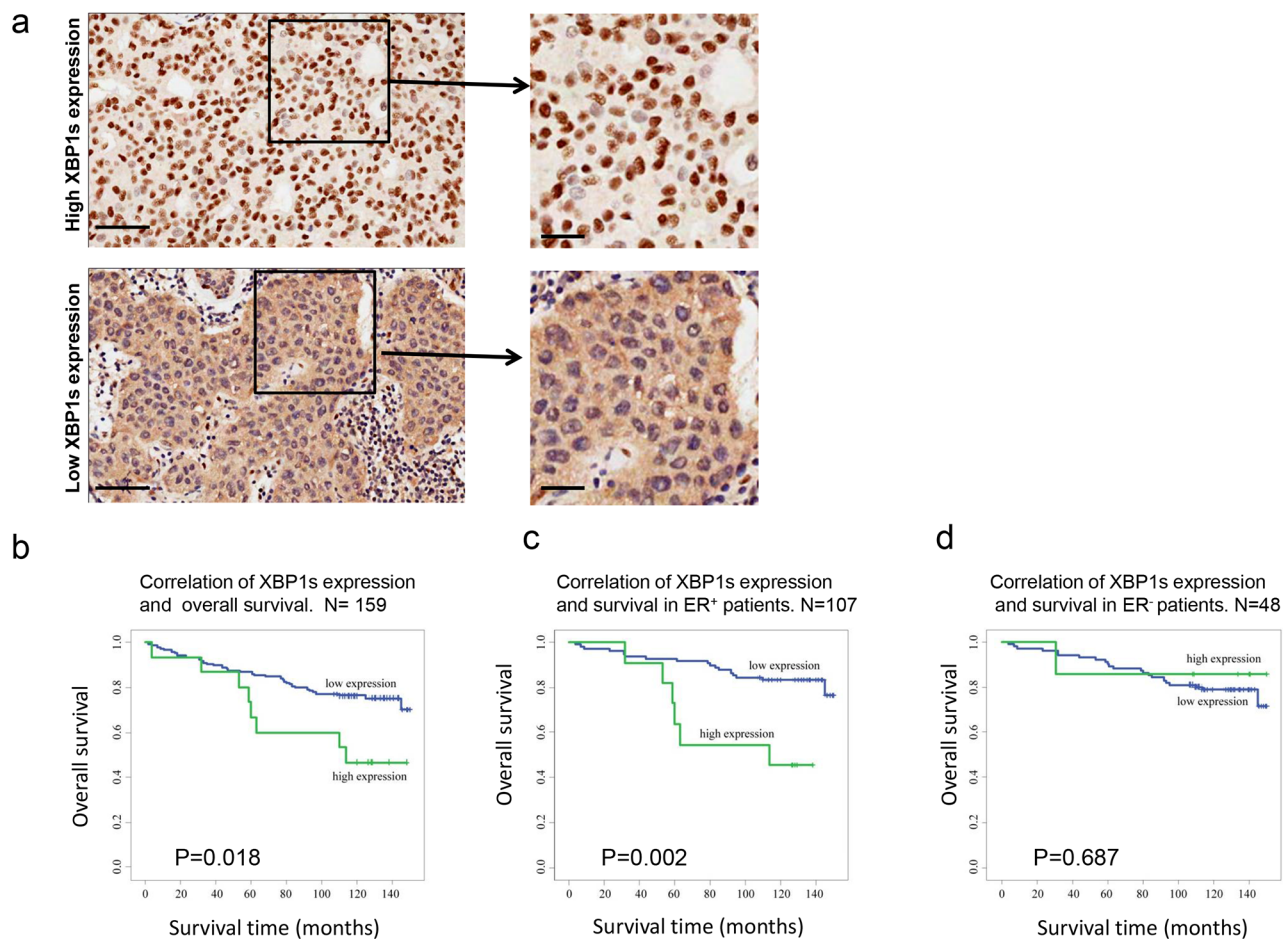 a
High XBP1s expression
Low XBP1s expression
b
Correlation of XBP1s expression
and overall survival. N= 159
Overall survival
1.0
0.8
0.6
0.4
0.2
0.0
low expression
high expression
P=0.018
0 20 40 60 80 100 120 140
Survival time (months)
c
Correlation of XBP1s expression
and survival in ER⁺ patients. N=107
Overall survival
1.0
0.8
0.6
0.4
0.2
0.0
low expression
high expression
P=0.002
0 20 40 60 80 100 120 140
Survival time (months)
d
Correlation of XBP1s expression
and survival in ER⁻ patients. N=48
Overall survival
1.0
0.8
0.6
0.4
0.2
0.0
high expression
low expression
P=0.687
0 20 40 60 80 100 120 140
Survival time (months)